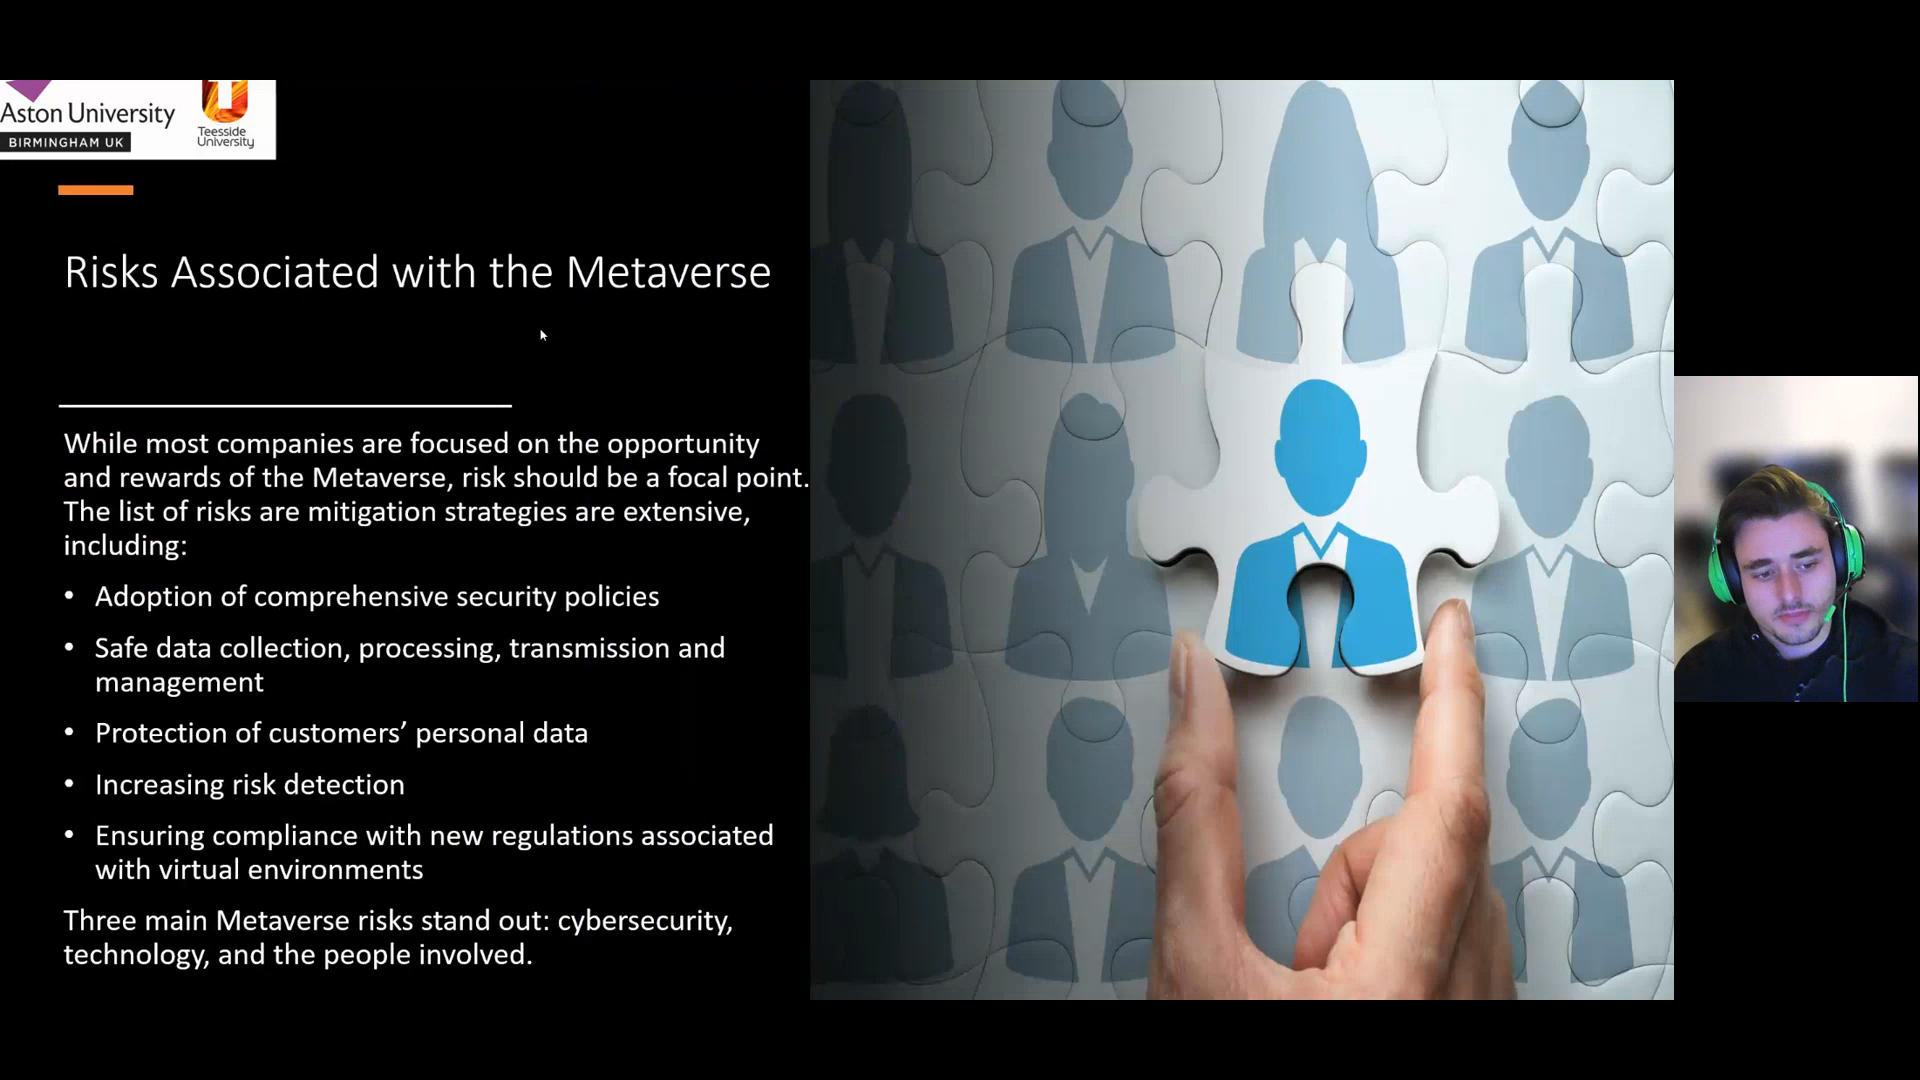 Aston University
BIRMINGHAM UK
Teesside
University
Risks Associated with the Metaverse
While most companies are focused on the opportunity
and rewards of the Metaverse, risk should be a focal point.
The list of risks are mitigation strategies are extensive,
including:
• Adoption of comprehensive security policies
• Safe data collection, processing, transmission and
management
• Protection of customers’ personal data
• Increasing risk detection
• Ensuring compliance with new regulations associated
with virtual environments
Three main Metaverse risks stand out: cybersecurity,
technology, and the people involved.